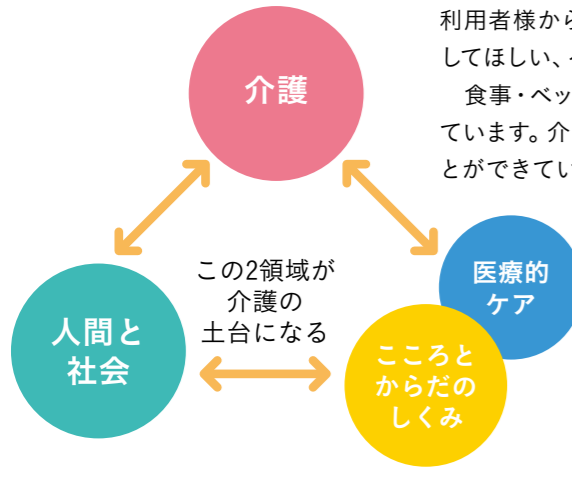 利用者様から
してほしい、
食事・ベッ
ています。介
とができてい
介護
この2領域が
介護の
土台になる
人間と
社会
医療的
ケア
こころと
からだの
しくみ